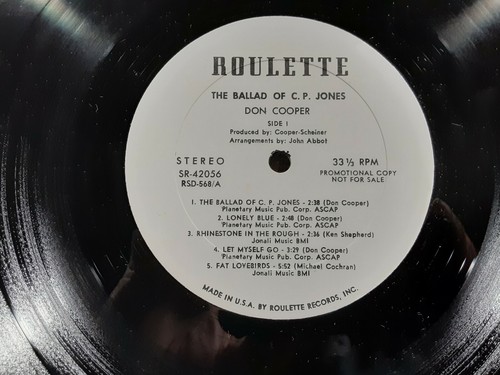 ROULETTE
THE BALLAD OF C. P. JONES
DON COOPER
SIDE I
Produced by: Cooper-Scheiner
Arrangements by: John Abbot
STEREO
33 1/3 RPM
SR-42056
RSD-568/A
PROMOTIONAL COPY
NOT FOR SALE
1. THE BALLAD OF C. P. JONES - 2:38 (Don Cooper)
Planetary Music Pub. Corp. ASCAP
2. LONELY BLUE - 2:48 (Don Cooper)
Planetary Music Pub. Corp. ASCAP
3. RHINESTONE IN THE ROUGH - 2:36 (Ken Shepherd)
Jonali Music BMI
4. LET MYSELF GO - 3:29 (Don Cooper)
Planetary Music Pub. Corp. ASCAP
5. FAT LOVEBIRDS - 5:52 (Michael Cochran)
Jonali Music BMI
MADE IN U.S.A. BY ROULETTE RECORDS, INC.